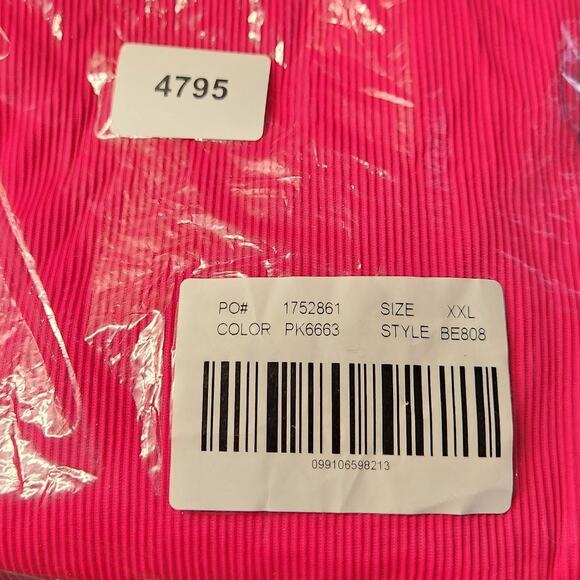 4795
PO# 1752861 SIZE XXL
COLOR PK6663 STYLE BE808
099106598213